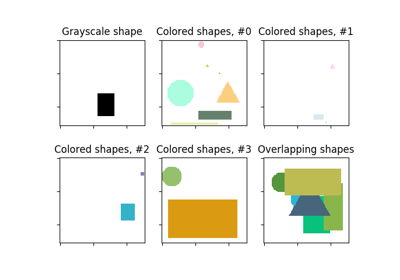 Grayscale shape
Colored shapes, #0
Colored shapes, #1
Colored shapes, #2
Colored shapes, #3
Overlapping shapes